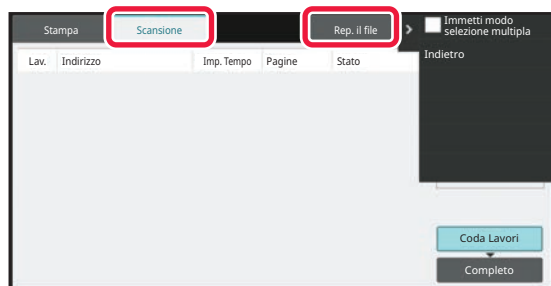 Stampa
Scansione
Rep. il file
Immetti modo
selezione multipla
Indietro
Lav.
Indirizzo
Imp. Tempo
Pagine
Stato
Coda Lavori
Completo